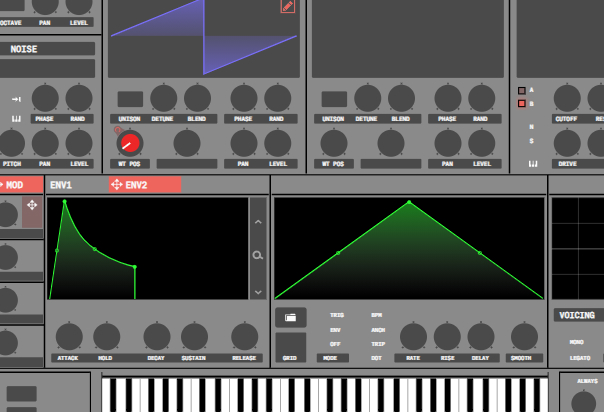 OCTAVE PAN LEVEL
NOISE
A
B
PHASE RAND UNISON DETUNE BLEND PHASE RAND UNISON DETUNE BLEND PHASE RAND CUTOFF
N
S
PITCH PAN LEVEL WT POS PAN LEVEL WT POS PAN LEVEL DRIVE
MOD ENV1 ENV2
TRIG BPM VOICING
ENV ANCH
OFF TRIP MONO
ATTACK HOLD DECAY SUSTAIN RELEASE GRID MODE DOT RATE RISE DELAY SMOOTH LEGATO
ALWAYS